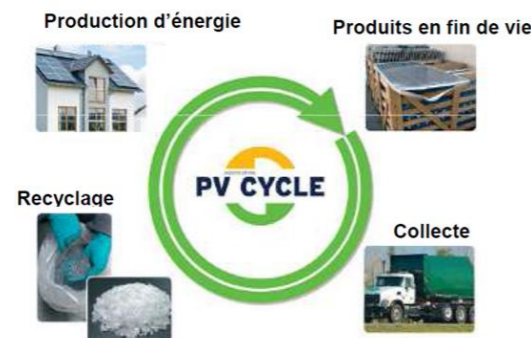 Production d'énergie
Produits en fin de vie
PV CYCLE
Recyclage
Collecte